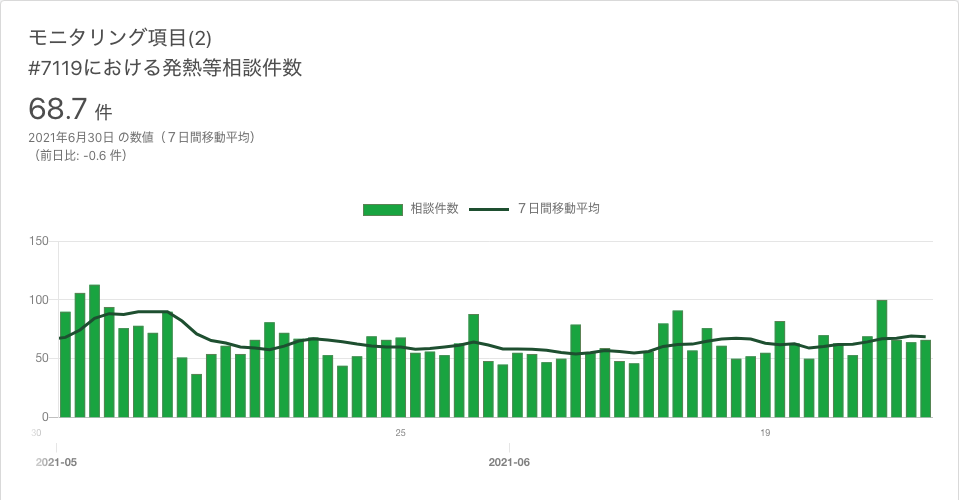 モニタリング項目(2)
#7119における発熱等相談件数
68.7 件
2021年6月30日 の数値（７日間移動平均）
（前日比: -0.6 件）
相談件数 ７日間移動平均
150
100
50
0
30 25 19
2021-05 2021-06